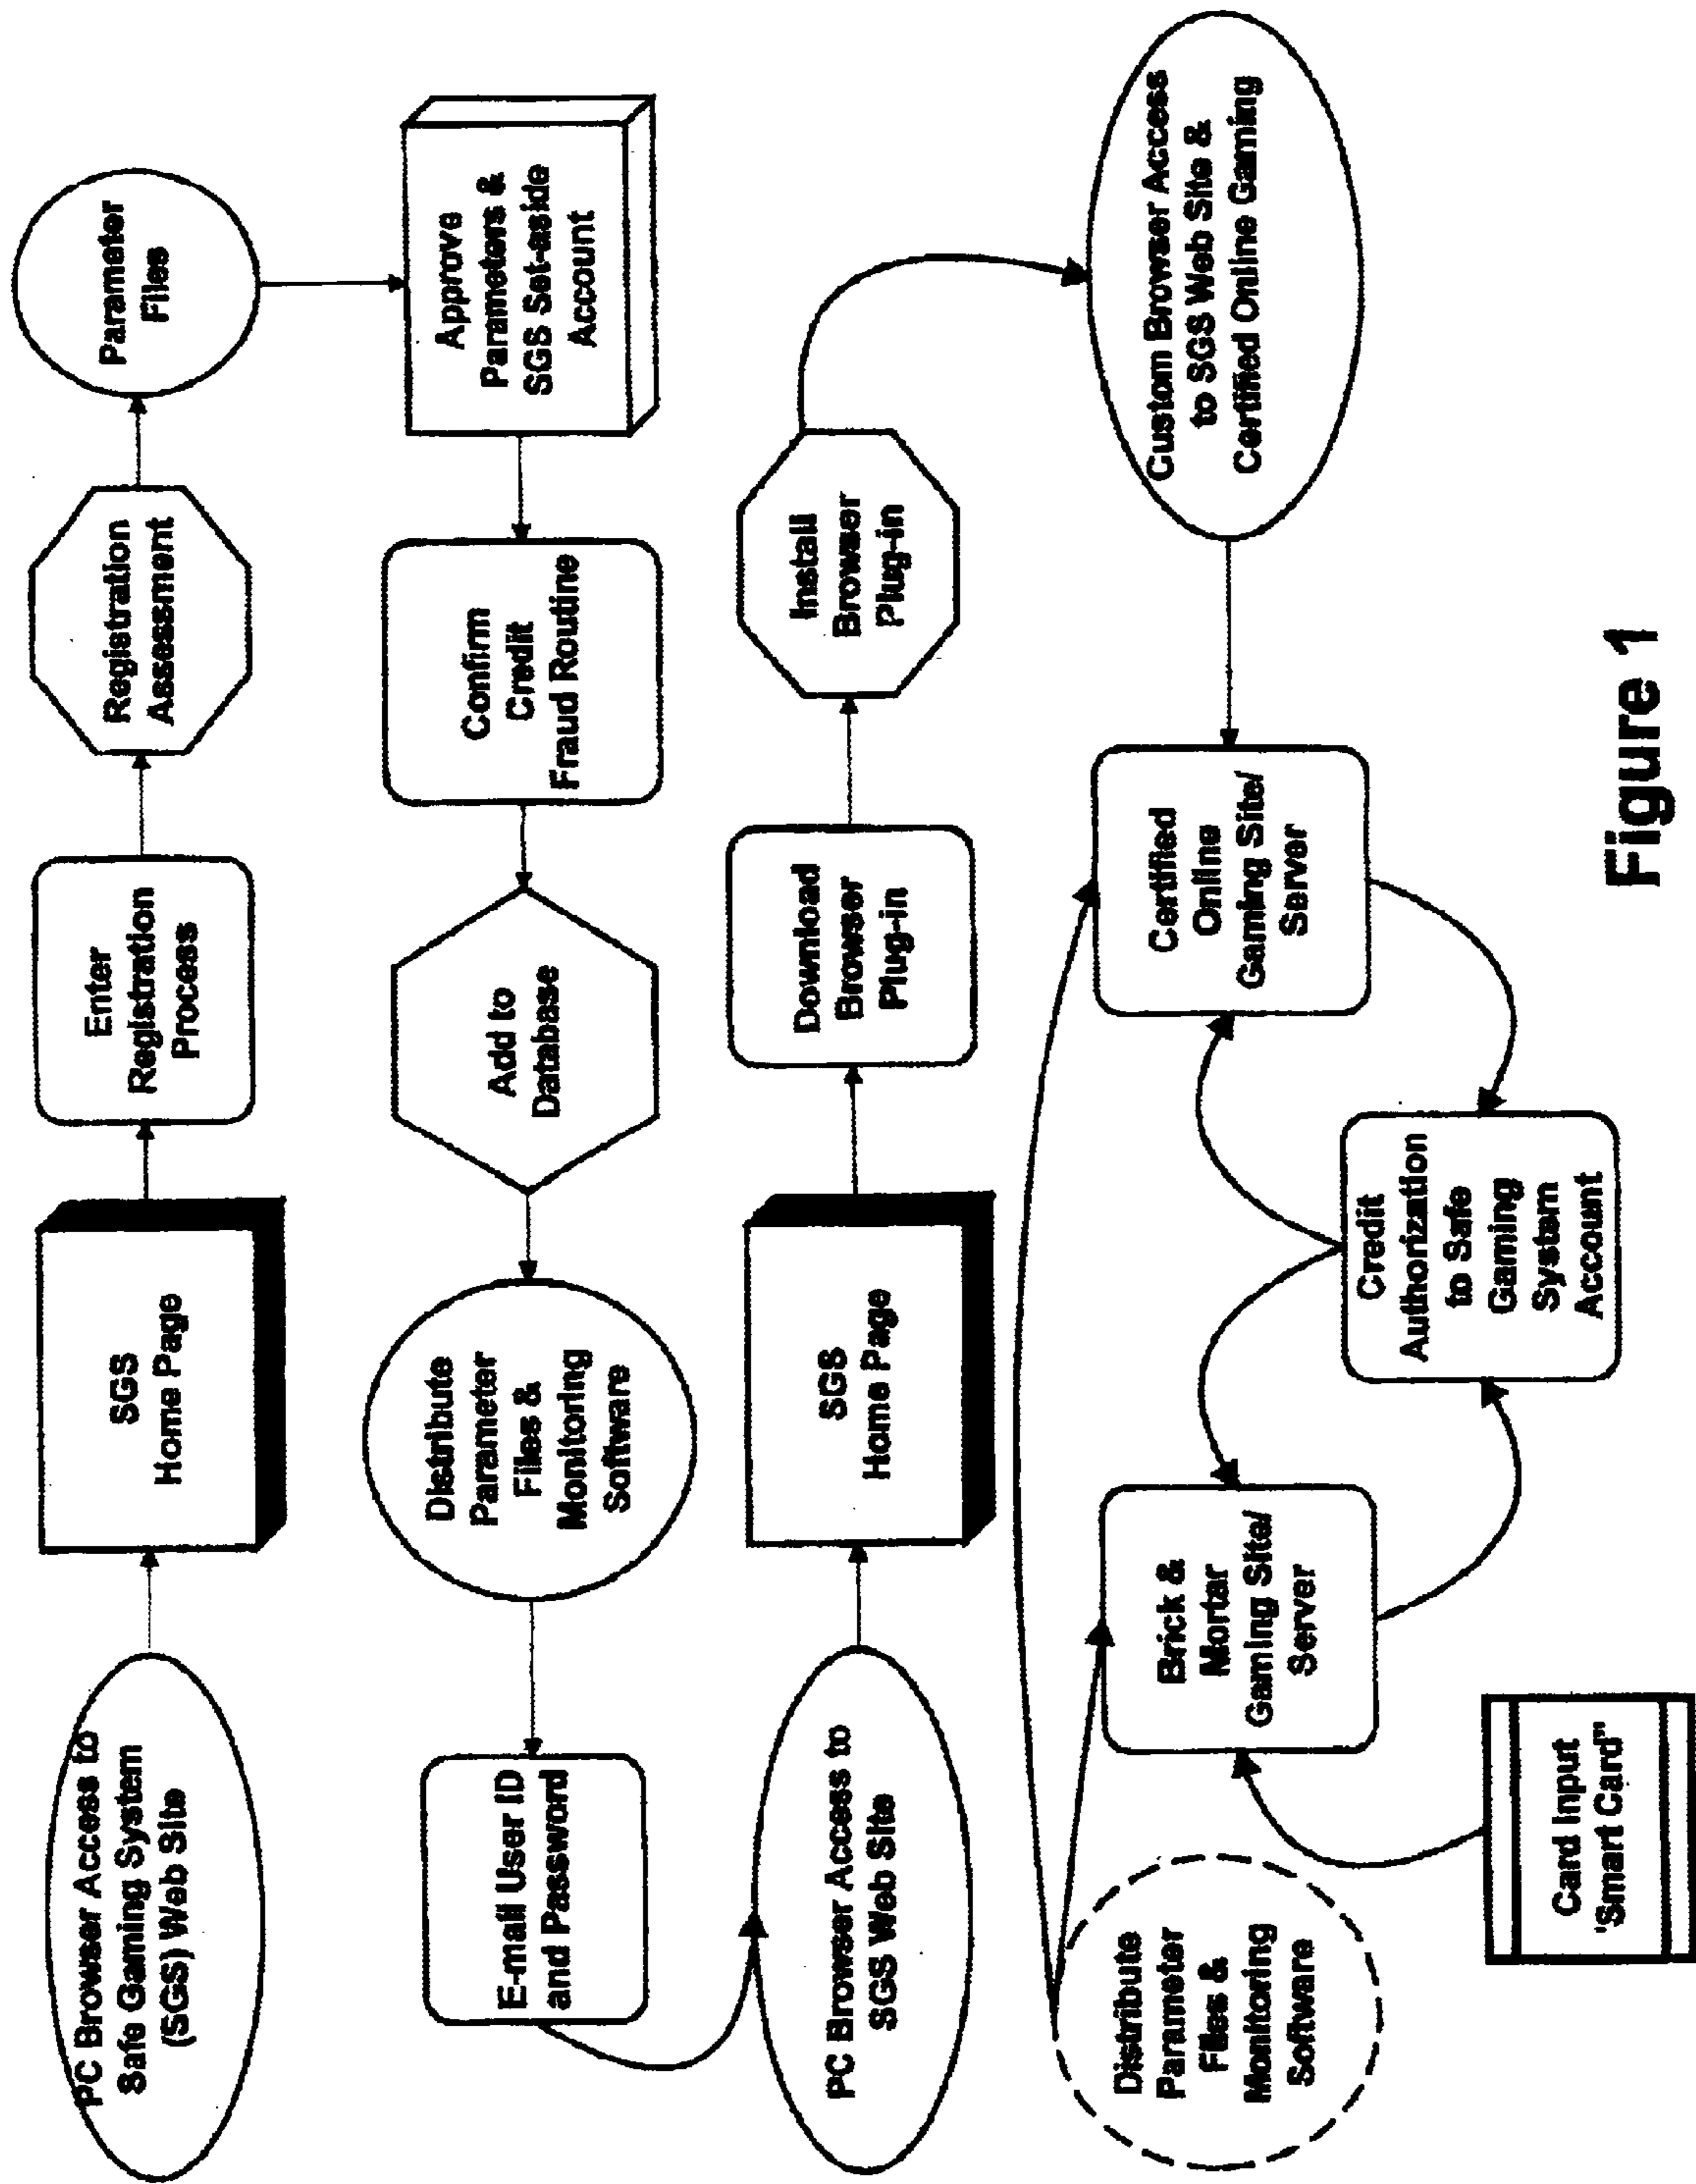 PC Browser Access to
Safe Gaming System
(SGS) Web Site
SGS
Home Page
Enter
Registration
Process
Registration
Assessment
Parameter
Files
Approve
Parameters &
SGS Set-aside
Account
Confirm
Credit
Fraud Routine
Add to
Database
Distribute
Parameter
Files &
Monitoring
Software
E-mail User ID
and Password
PC Browser Access to
SGS Web Site
SGS
Home Page
Download
Browser
Plug-in
Install
Browser
Plug-in
Custom Browser Access
to SGS Web Site &
Certified Online Gaming
Certified
Online
Gaming Site/
Server
Credit
Authorization
to Safe
Gaming
System
Account
Brick &
Mortar
Gaming Site/
Server
Distribute
Parameter
Files &
Monitoring
Software
Card Input
'Smart Card"
Figure 1